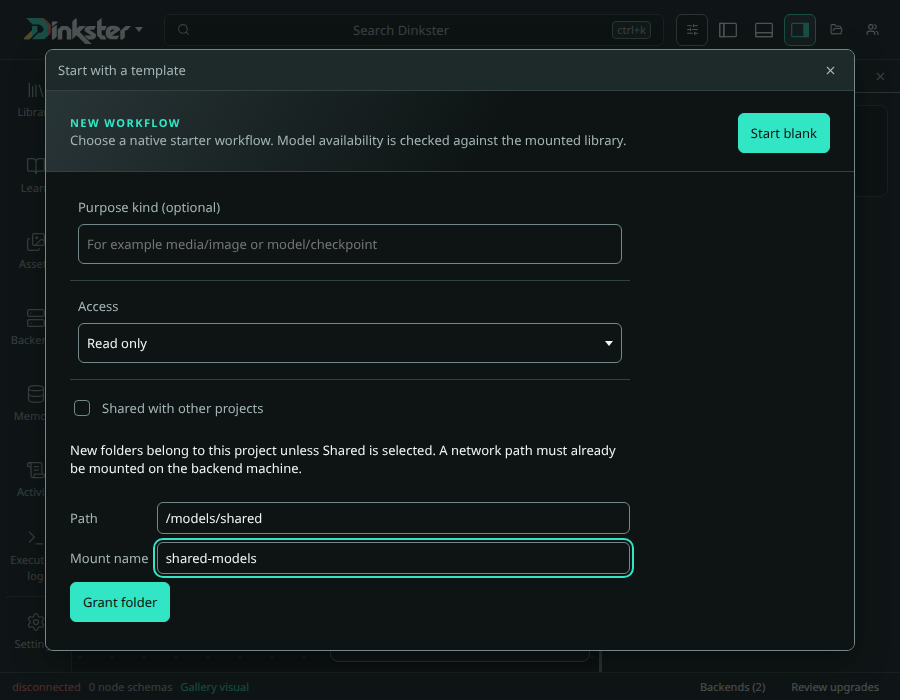 Dinkster
Search Dinkster
ctrl+k
Start with a template
NEW WORKFLOW
Choose a native starter workflow. Model availability is checked against the mounted library.
Start blank
Purpose kind (optional)
For example media/image or model/checkpoint
Access
Read only
Shared with other projects
New folders belong to this project unless Shared is selected. A network path must already
be mounted on the backend machine.
Path
/models/shared
Mount name
shared-models
Grant folder
disconnected
0 node schemas
Gallery visual
Backends (2)
Review upgrades